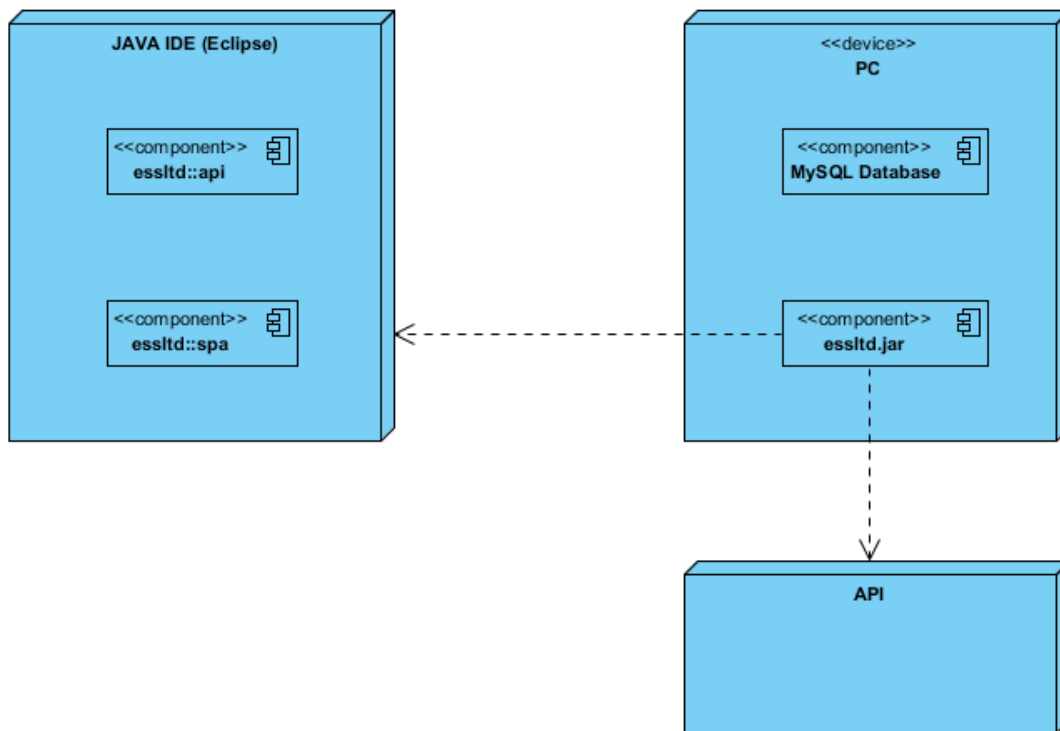 JAVA IDE (Eclipse)
<<component>>
essltd::api
<<component>>
essltd::spa
<<device>>
PC
<<component>>
MySQL Database
<<component>>
essltd.jar
API